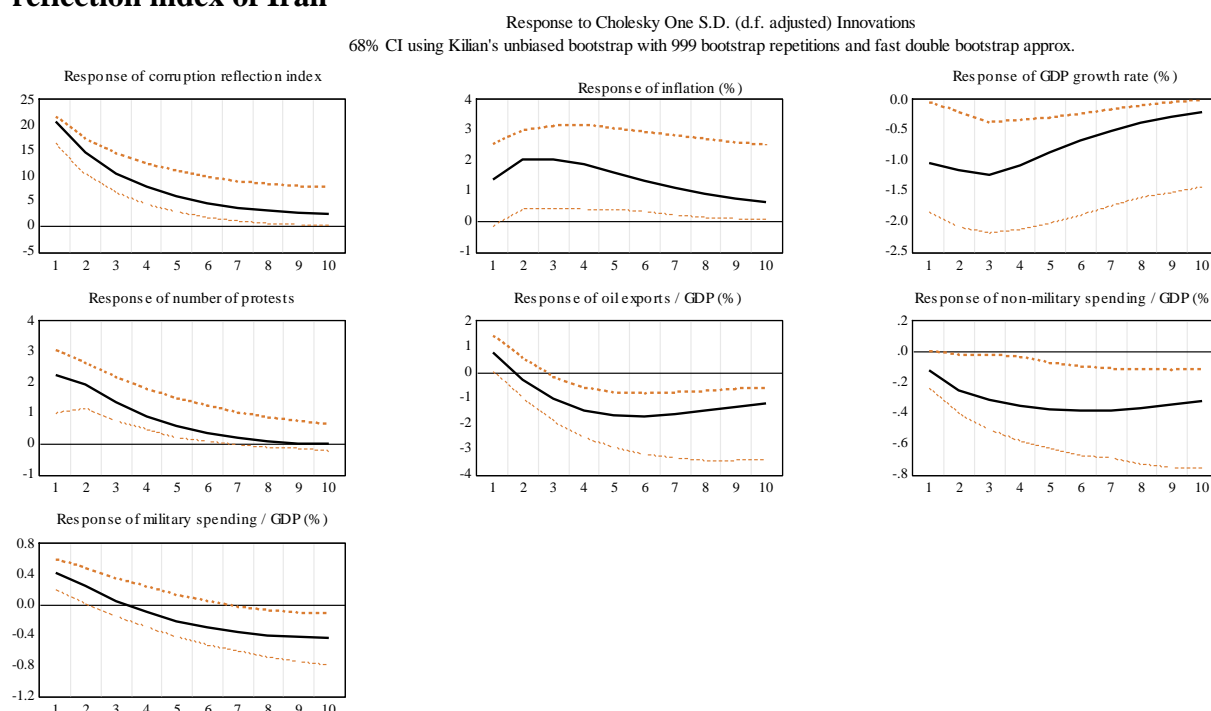 reflection index of Iran
Response to Cholesky One S.D. (d.f. adjusted) Innovations
68% CI using Kilian's unbiased bootstrap with 999 bootstrap repetitions and fast double bootstrap approx.
Response of corruption reflection index
25
20
15
10
5
0
-5
1 2 3 4 5 6 7 8 9 10
Response of inflation (%)
4
3
2
1
0
-1
1 2 3 4 5 6 7 8 9 10
Response of GDP growth rate (%)
0.0
-0.5
-1.0
-1.5
-2.0
-2.5
1 2 3 4 5 6 7 8 9 10
Response of number of protests
4
3
2
1
0
-1
1 2 3 4 5 6 7 8 9 10
Response of oil exports / GDP (%)
2
1
0
-1
-2
-3
-4
1 2 3 4 5 6 7 8 9 10
Response of non-military spending / GDP (%
.2
.0
-.2
-.4
-.6
-.8
1 2 3 4 5 6 7 8 9 10
Response of military spending / GDP (%)
0.8
0.4
0.0
-0.4
-0.8
-1.2
1 2 3 4 5 6 7 8 9 10